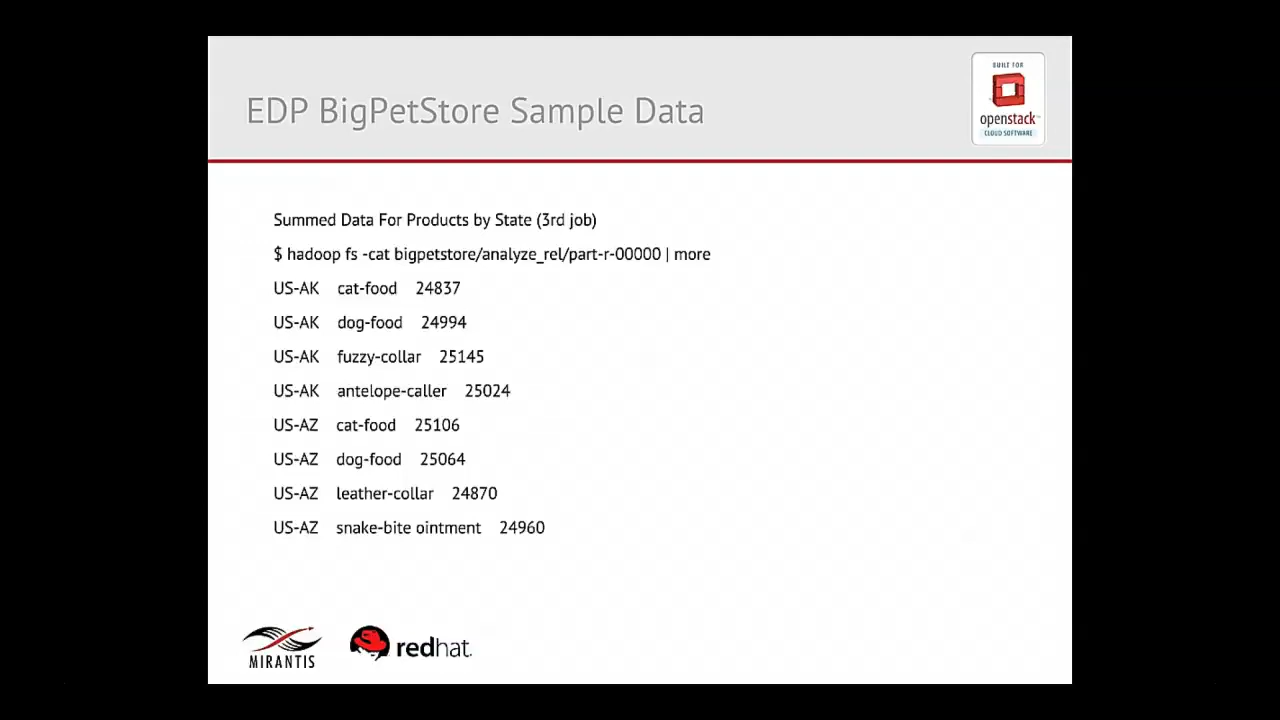 BUILT FOR
openstack™
CLOUD SOFTWARE
EDP BigPetStore Sample Data
Summed Data For Products by State (3rd job)
$ hadoop fs -cat bigpetstore/analyze_rel/part-r-00000 | more
US-AK cat-food 24837
US-AK dog-food 24994
US-AK fuzzy-collar 25145
US-AK antelope-caller 25024
US-AZ cat-food 25106
US-AZ dog-food 25064
US-AZ leather-collar 24870
US-AZ snake-bite ointment 24960
MIRANTIS
redhat.